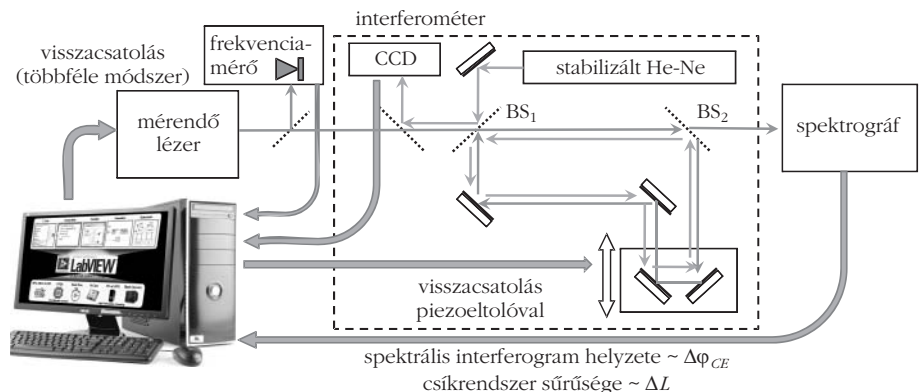 interferométer
visszacsatolás
(többféle módszer)
frekvencia-
mérő
CCD
stabilizált He-Ne
mérendő
lézer
BS1
BS2
spektrográf
LabVIEW
visszacsatolás
piezoeltolóval
spektrális interferogram helyzete ~ ΔφCE
csíkrendszer sűrűsége ~ ΔL